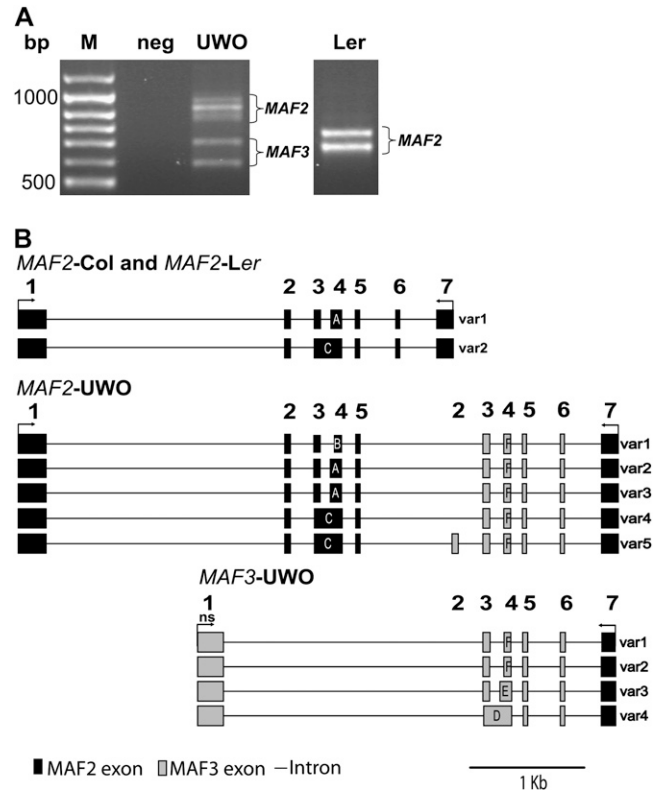 A
bp M neg UWO Ler
1000
500
MAF2
MAF3
MAF2
B
MAF2-Col and MAF2-Ler
1 2 3 4 5 6 7
A var1
C var2
MAF2-UWO
1 2 3 4 5 2 3 4 5 6 7
B F var1
A F var2
A F var3
C F var4
C F var5
MAF3-UWO
1 2 3 4 5 6 7
ns
F var1
F var2
E var3
D var4
MAF2 exon MAF3 exon Intron
1 Kb